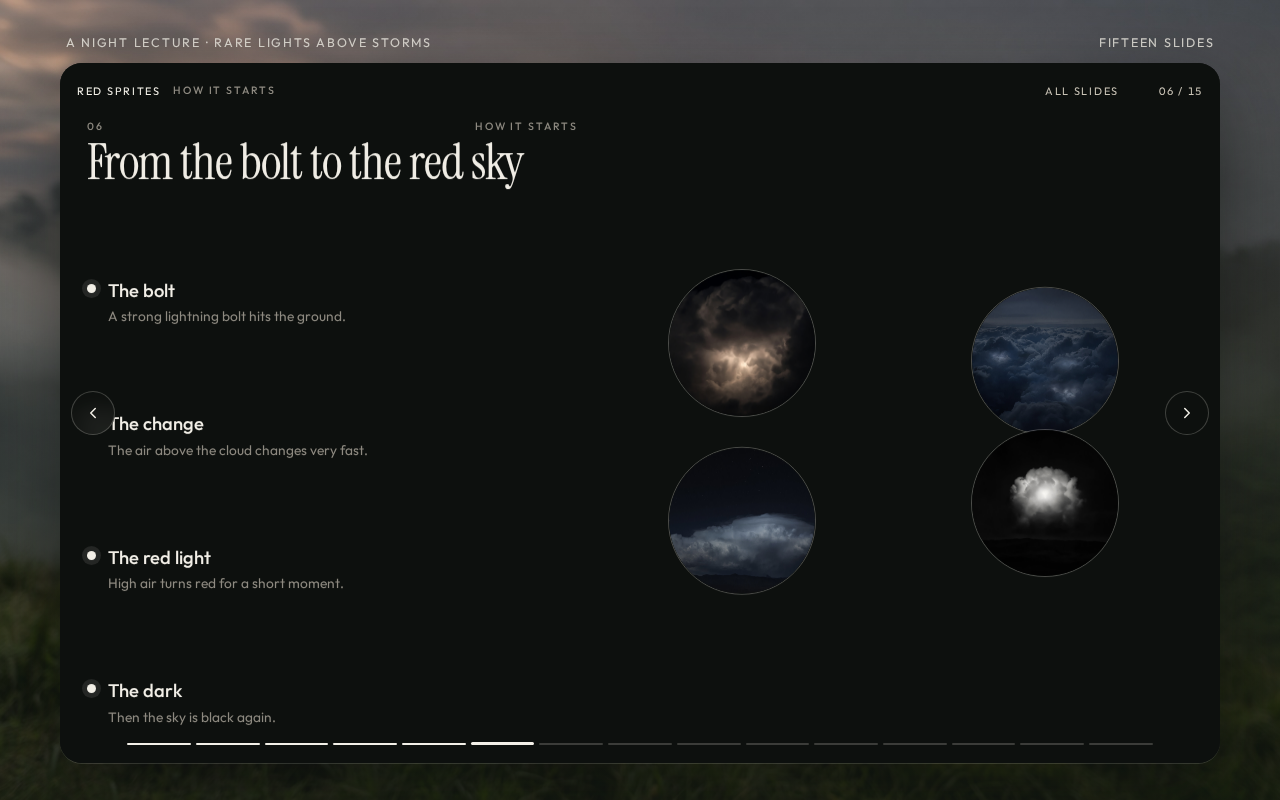 A NIGHT LECTURE · RARE LIGHTS ABOVE STORMS
FIFTEEN SLIDES
RED SPRITES
HOW IT STARTS
ALL SLIDES
06 / 15
06
HOW IT STARTS
From the bolt to the red sky
The bolt
A strong lightning bolt hits the ground.
The change
The air above the cloud changes very fast.
The red light
High air turns red for a short moment.
The dark
Then the sky is black again.